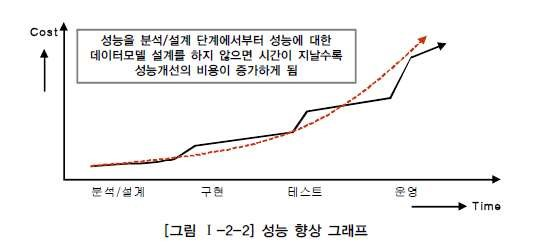 Cost
성능을 분석/설계 단계에서부터 성능에 대한
데이터모델 설계를 하지 않으면 시간이 지날수록
성능개선의 비용이 증가하게 됨
분석/설계 구현 테스트 운영
Time
[그림 Ⅰ-2-2] 성능 향상 그래프